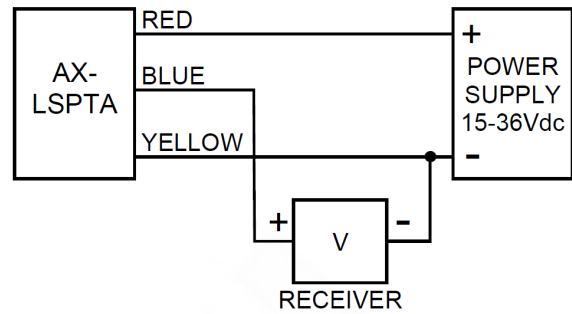 RED
AX-
LSPTA
BLUE
YELLOW
+
POWER
SUPPLY
15-36Vdc
-
+
V
-
RECEIVER